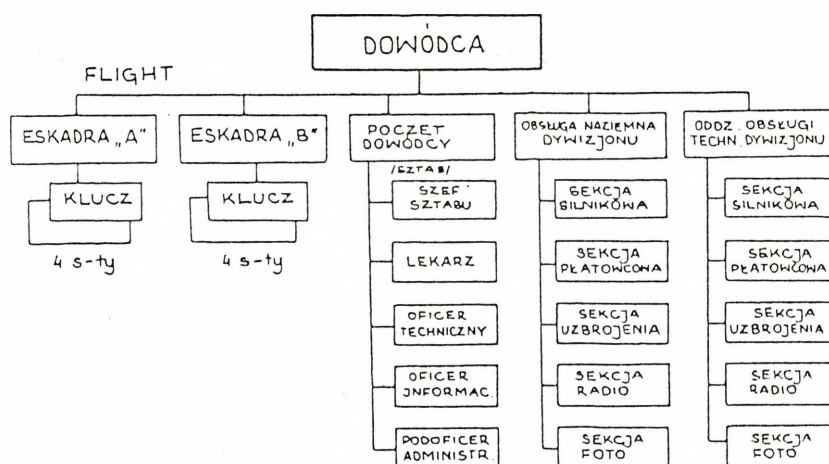 DOWÓDCA
FLIGHT
ESKADRA „A"
KLUCZ
4 s-ty
ESKADRA „B"
KLUCZ
4 s-ty
POCZET
DOWÓDCY
/SZTAB/
SZEF
SZTABU
LEKARZ
OFICER
TECHNICZNY
OFICER
INFORMAC.
PODOFICER
ADMINISTR.
OBSŁUGA NAZIEMNA
DYWIZJONU
SEKCJA
SILNIKOWA
SEKCJA
PŁATOWCOWA
SEKCJA
UZBROJENIA
SEKCJA
RADIO
SEKCJA
FOTO
ODDZ. OBSŁUGI
TECHN. DYWIZJONU
SEKCJA
SILNIKOWA
SEKCJA
PŁATOWCOWA
SEKCJA
UZBROJENIA
SEKCJA
RADIO
SEKCJA
FOTO